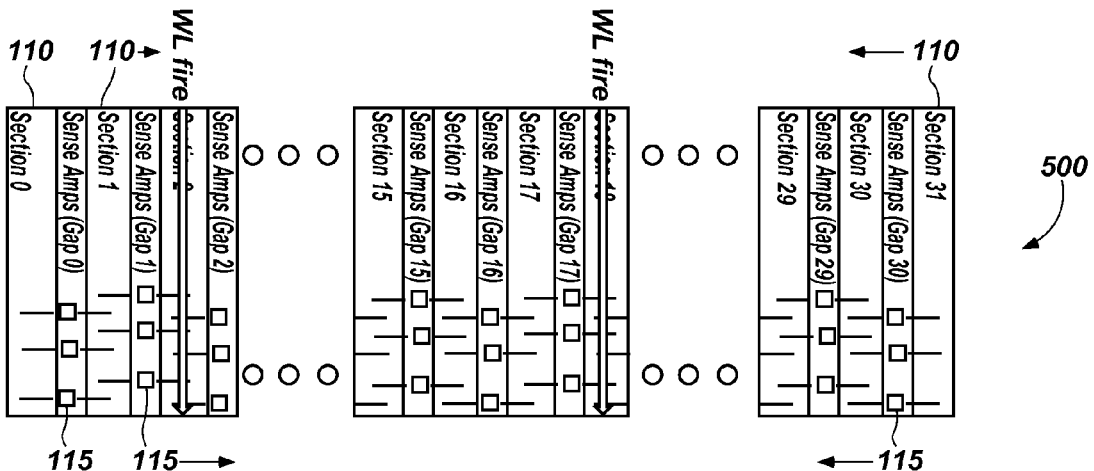 110
110
WL fire
WL fire
110
500
Section 0
Sense Amps (Gap 0)
Section 1
Sense Amps (Gap 1)
Sense Amps (Gap 2)
Section 15
Sense Amps (Gap 15)
Section 16
Sense Amps (Gap 16)
Section 17
Sense Amps (Gap 17)
Section 29
Sense Amps (Gap 29)
Section 30
Sense Amps (Gap 30)
Section 31
115
115
115